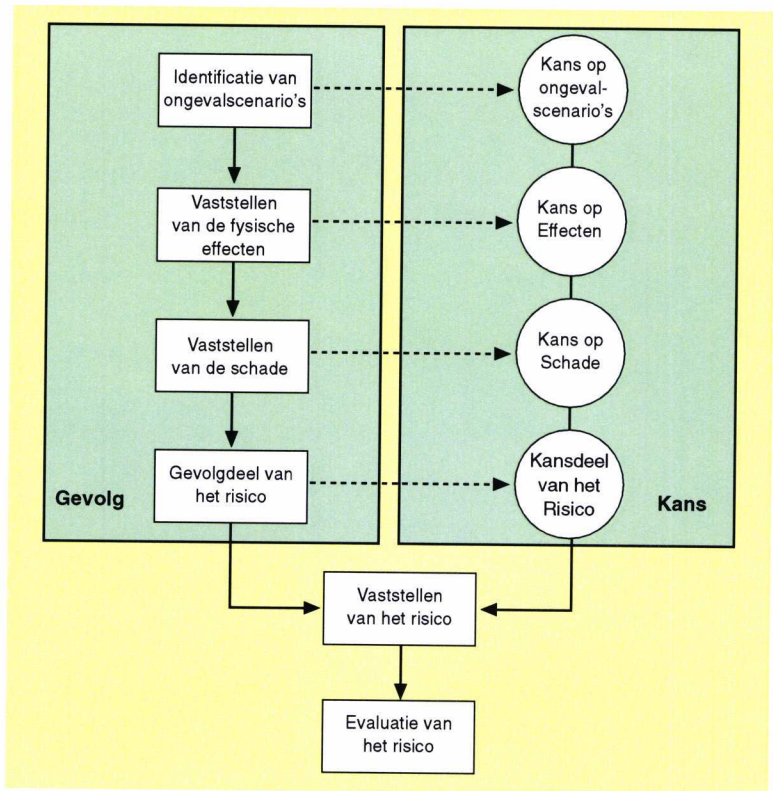 Identificatie van
ongevalscenario's
Vaststellen
van de fysische
effecten
Vaststellen
van de schade
Gevolgdeel van
het risico
Gevolg
Kans op
ongeval-
scenario's
Kans op
Effecten
Kans op
Schade
Kansdeel
van het
Risico
Kans
Vaststellen
van het risico
Evaluatie van
het risico